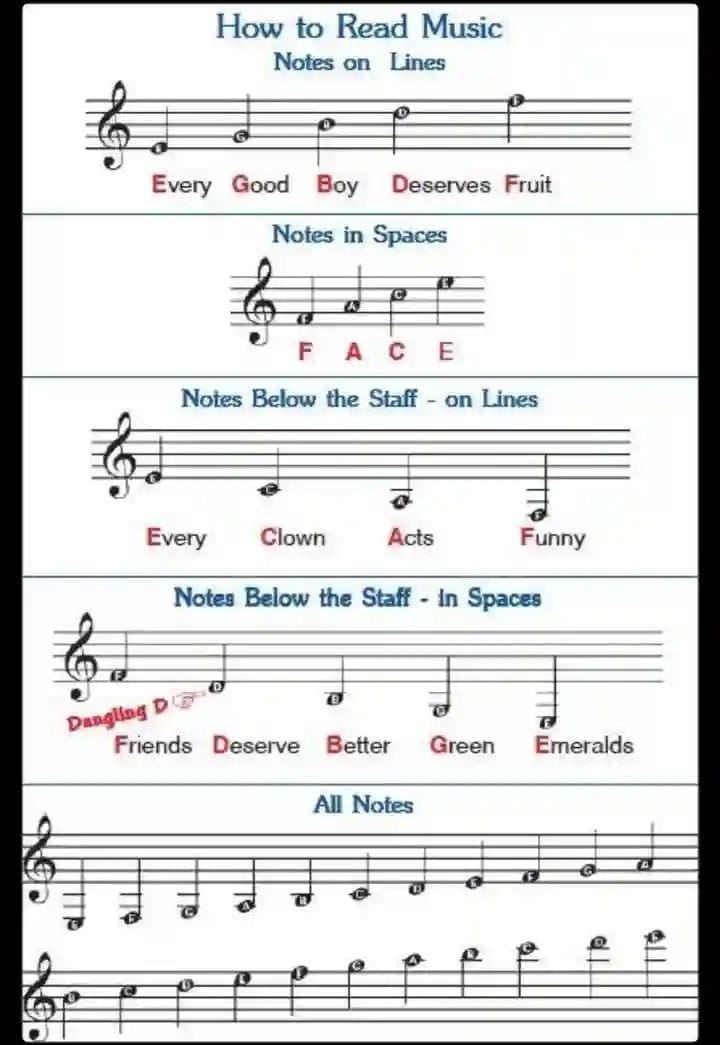 How to Read Music
Notes on Lines
E G B D F
Every Good Boy Deserves Fruit
Notes in Spaces
F A C E
F A C E
Notes Below the Staff - on Lines
E C A F
Every Clown Acts Funny
Notes Below the Staff - in Spaces
F D B G E
Dangling D
Friends Deserve Better Green Emeralds
All Notes
E F G A B C D E F G A
B C D E F G A B C D E